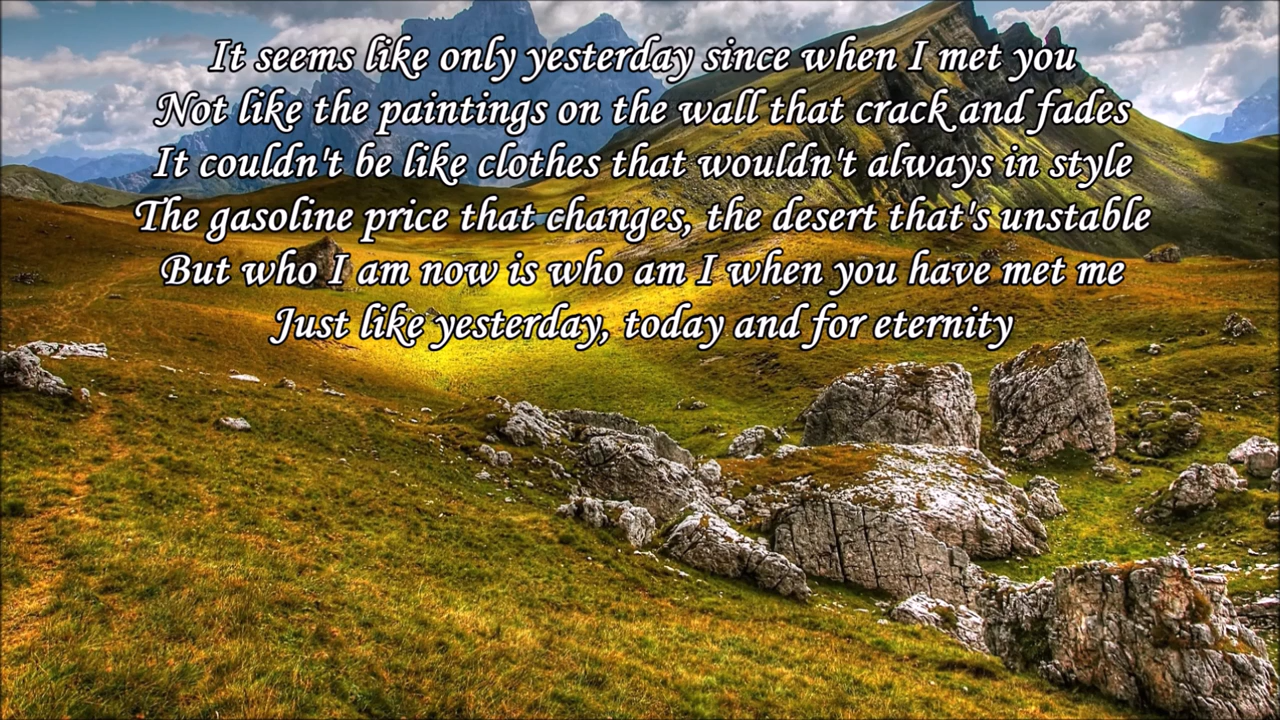 It seems like only yesterday since when I met you
Not like the paintings on the wall that crack and fades
It couldn't be like clothes that wouldn't always in style
The gasoline price that changes, the desert that's unstable
But who I am now is who am I when you have met me
Just like yesterday, today and for eternity